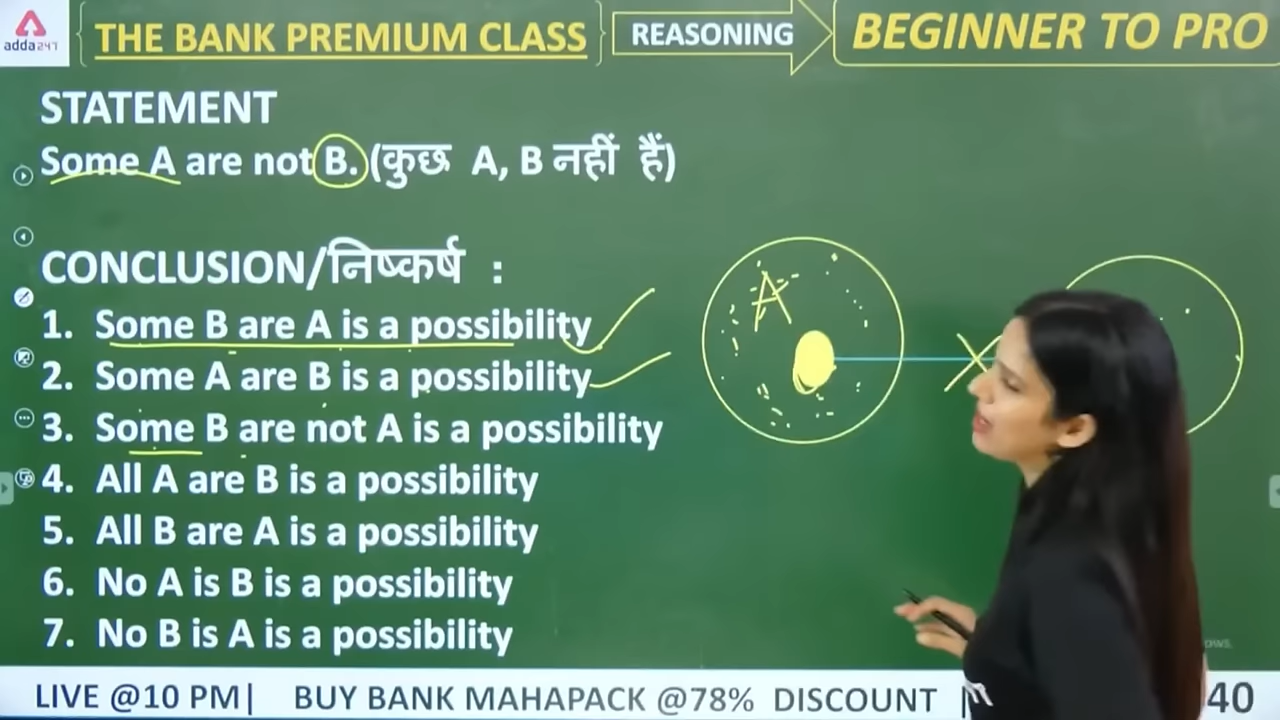 adda247
THE BANK PREMIUM CLASS
REASONING
BEGINNER TO PRO
STATEMENT
Some A are not B. (कुछ A, B नहीं हैं)
CONCLUSION/निष्कर्ष :
1. Some B are A is a possibility
2. Some A are B is a possibility
3. Some B are not A is a possibility
4. All A are B is a possibility
5. All B are A is a possibility
6. No A is B is a possibility
7. No B is A is a possibility
A
LIVE @10 PM| BUY BANK MAHAPACK @78% DISCOUNT |
40